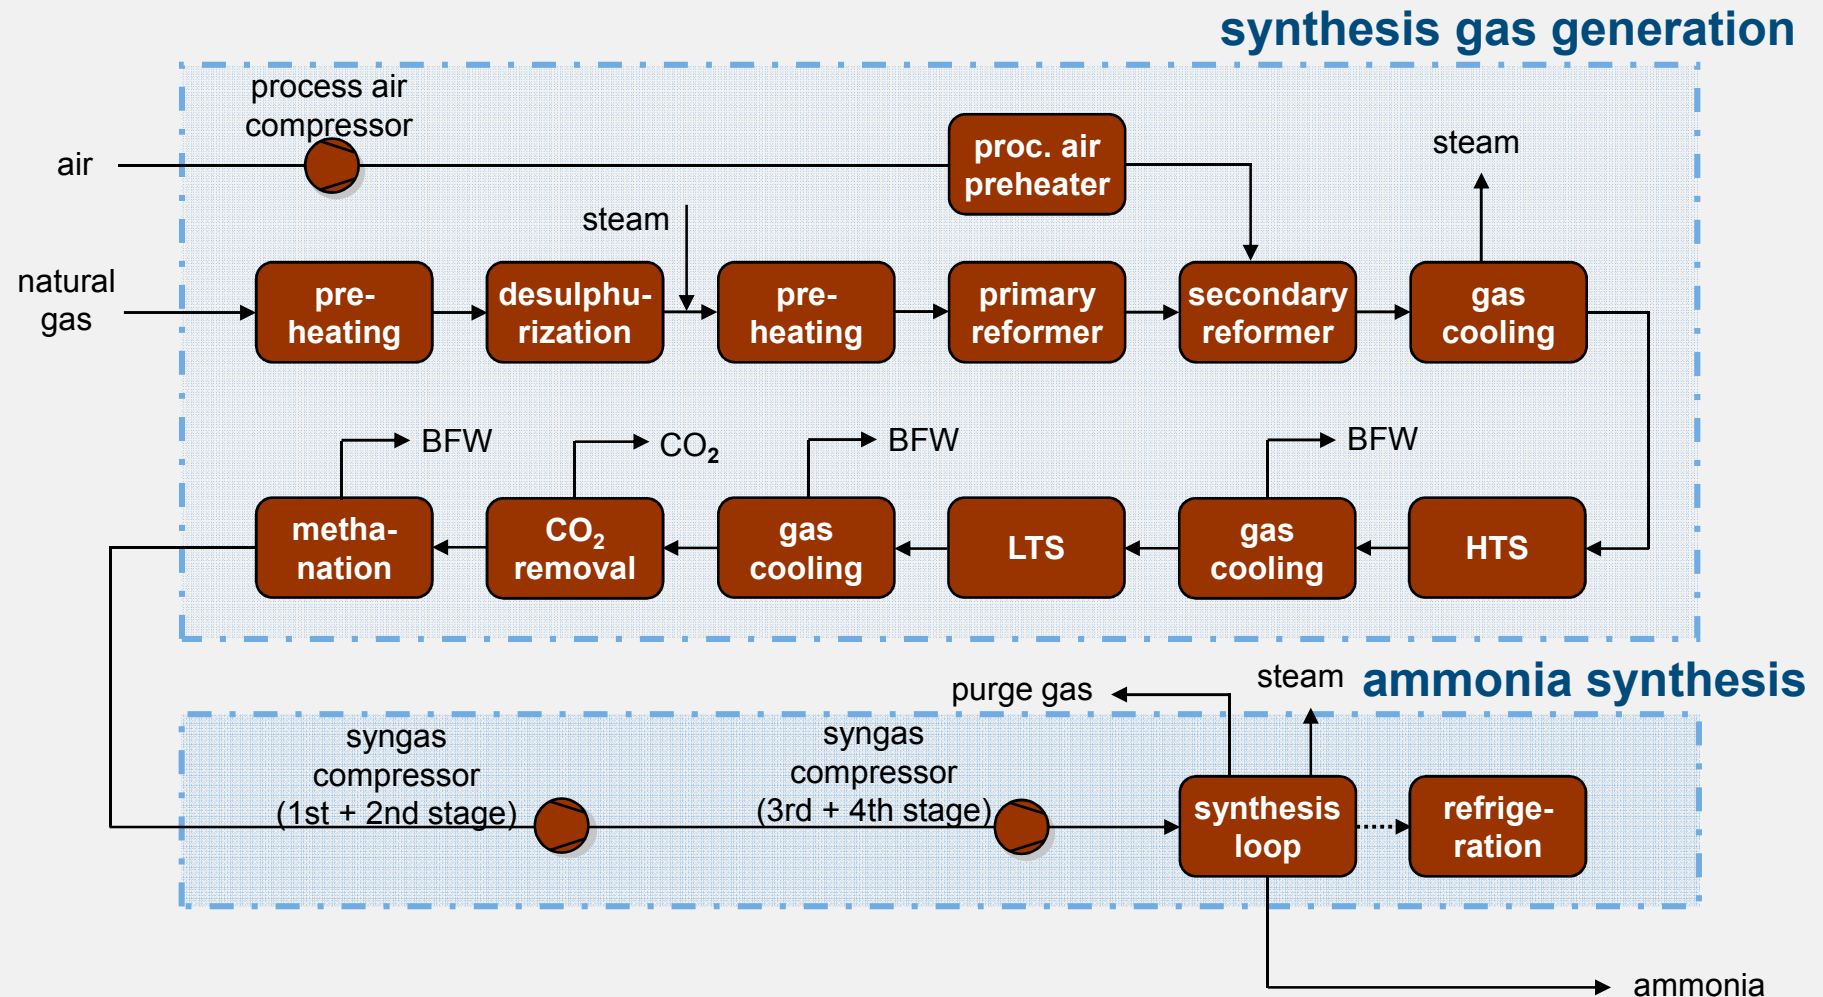 synthesis gas generation
process air
compressor
air
proc. air
preheater
steam
steam
natural
gas
pre-
heating
desulphu-
rization
pre-
heating
primary
reformer
secondary
reformer
gas
cooling
BFW
CO2
BFW
BFW
metha-
nation
CO2
removal
gas
cooling
LTS
gas
cooling
HTS
ammonia synthesis
steam
purge gas
syngas
compressor
(1st + 2nd stage)
syngas
compressor
(3rd + 4th stage)
synthesis
loop
refrige-
ration
ammonia